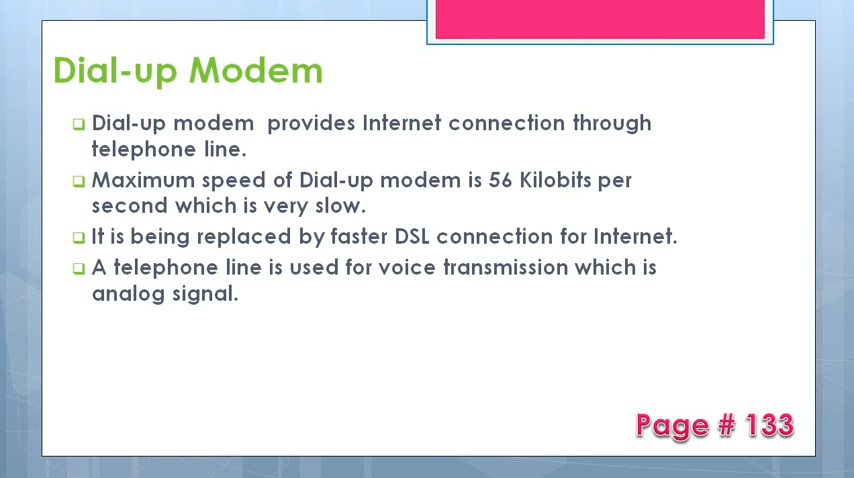 Dial-up Modem
Dial-up modem provides Internet connection through
telephone line.
Maximum speed of Dial-up modem is 56 Kilobits per
second which is very slow.
It is being replaced by faster DSL connection for Internet.
A telephone line is used for voice transmission which is
analog signal.
Page # 133